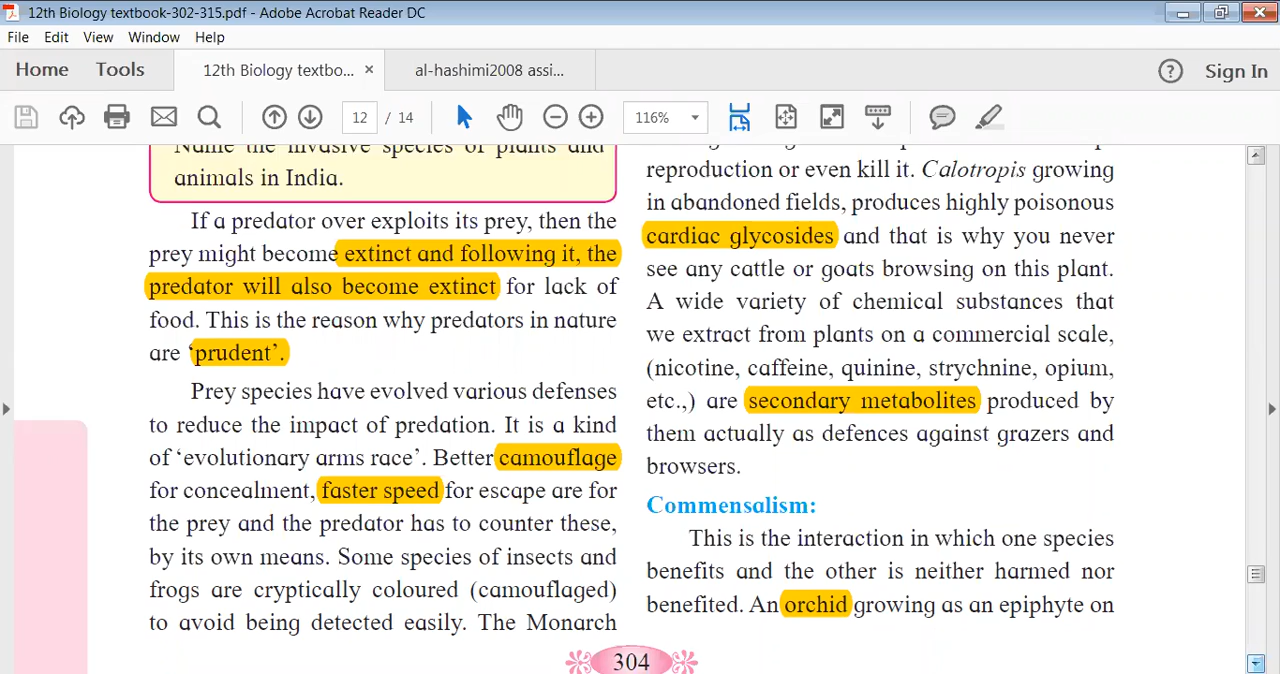 12th Biology textbook-302-315.pdf - Adobe Acrobat Reader DC
File Edit View Window Help
Home Tools 12th Biology textbo... × al-hashimi2008 assi... ? Sign In
12 / 14 116%
Name the invasive species of plants and
animals in India.
If a predator over exploits its prey, then the
prey might become extinct and following it, the
predator will also become extinct for lack of
food. This is the reason why predators in nature
are ‘prudent’.
Prey species have evolved various defenses
to reduce the impact of predation. It is a kind
of ‘evolutionary arms race’. Better camouflage
for concealment, faster speed for escape are for
the prey and the predator has to counter these,
by its own means. Some species of insects and
frogs are cryptically coloured (camouflaged)
to avoid being detected easily. The Monarch
reproduction or even kill it. Calotropis growing
in abandoned fields, produces highly poisonous
cardiac glycosides and that is why you never
see any cattle or goats browsing on this plant.
A wide variety of chemical substances that
we extract from plants on a commercial scale,
(nicotine, caffeine, quinine, strychnine, opium,
etc.,) are secondary metabolites produced by
them actually as defences against grazers and
browsers.
Commensalism:
This is the interaction in which one species
benefits and the other is neither harmed nor
benefited. An orchid growing as an epiphyte on
304